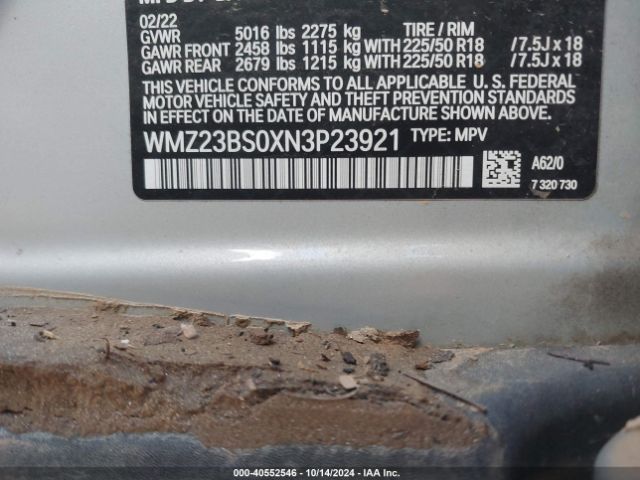 02/22
GVWR 5016 lbs 2275 kg TIRE / RIM
GAWR FRONT 2458 lbs 1115 kg WITH 225/50 R18 /7.5J x 18
GAWR REAR 2679 lbs 1215 kg WITH 225/50 R18 /7.5J x 18
THIS VEHICLE CONFORMS TO ALL APPLICABLE U. S. FEDERAL
MOTOR VEHICLE SAFETY AND THEFT PREVENTION STANDARDS
IN EFFECT ON THE DATE OF MANUFACTURE SHOWN ABOVE.
WMZ23BS0XN3P23921 TYPE: MPV
A62/0
7 320 730
000-40552546 - 10/14/2024 - IAA Inc.